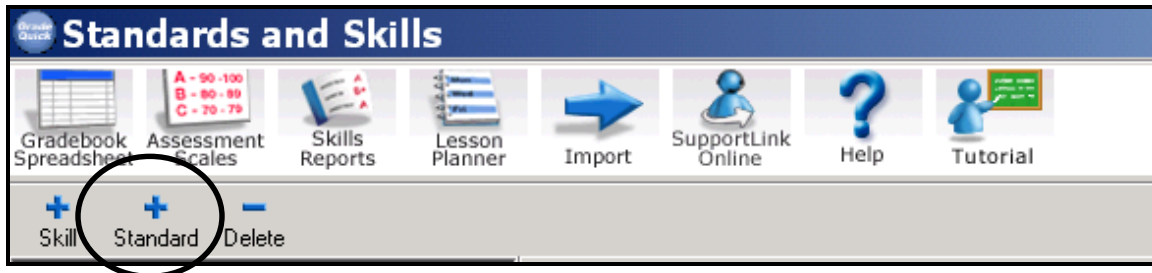 Grade Quick Standards and Skills
A - 90 -100
B - 80 - 89
C - 70 - 79
Gradebook Spreadsheet
Assessment Scales
Skills Reports
Lesson Planner
Import
SupportLink Online
Help
Tutorial
Skill
Standard
Delete